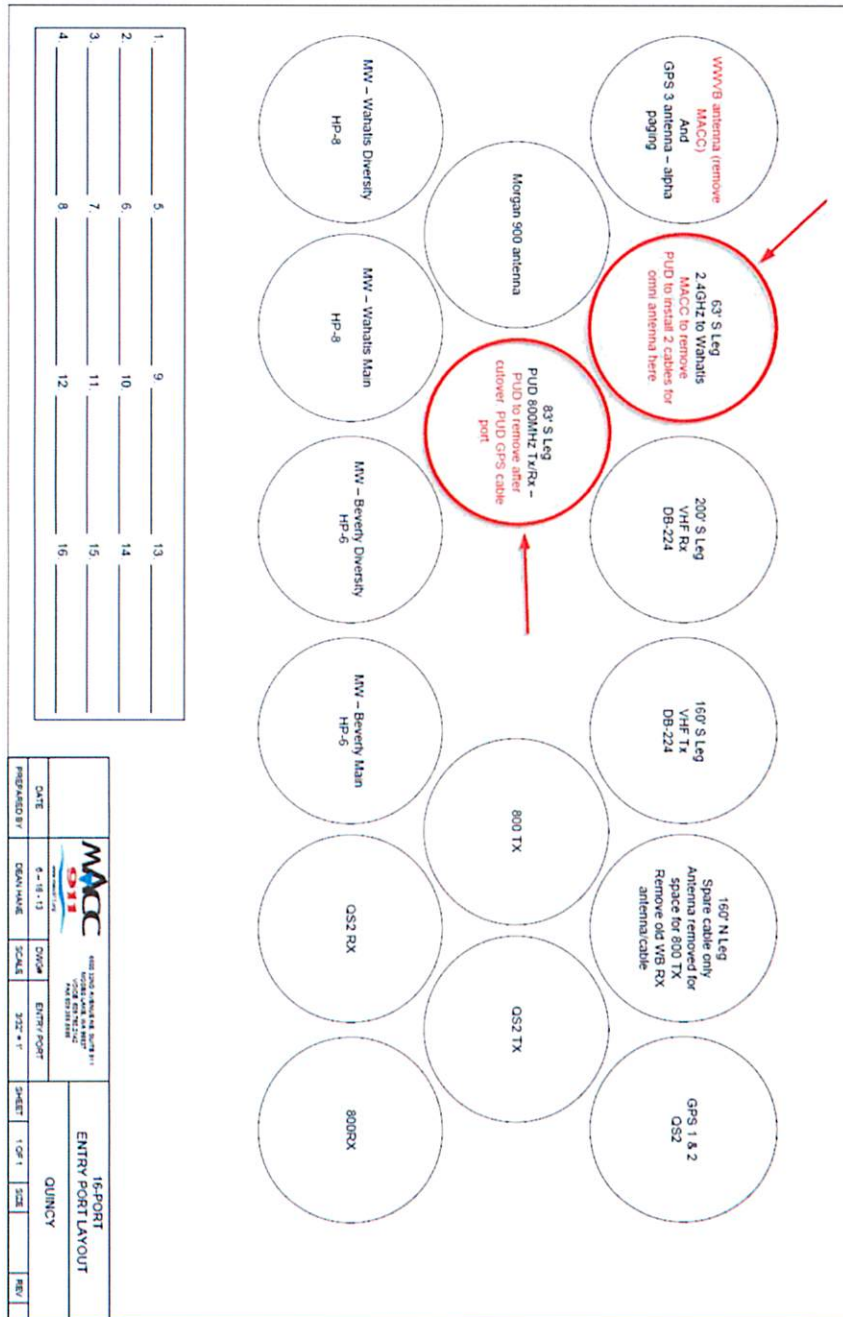 WWVB antenna (remove
MACC)
And
GPS 3 antenna – alpha
paging
63' S Leg
2.4GHz to Wahatis
MACC to remove
PUD to install 2 cables for
omni antenna here
200' S Leg
VHF Rx
DB-224
160' S Leg
VHF Tx
DB-224
160' N Leg
Spare cable only
Antenna removed for
space for 800 TX
Remove old WB RX
antenna/cable
GPS 1 & 2
QS2
Morgan 900 antenna
83' S Leg
PUD 800MHz Tx/Rx –
PUD to remove after
cutover. PUD GPS cable
port
800 TX
QS2 TX
MW – Wahatis Diversity
HP-8
MW – Wahatis Main
HP-8
MW – Beverly Diversity
HP-6
MW – Beverly Main
HP-6
QS2 RX
800RX
1. 5. 9. 13.
2. 6. 10. 14.
3. 7. 11. 15.
4. 8. 12. 16.
MACC
911
16-PORT
ENTRY PORT LAYOUT
QUINCY
DATE 6-18-13 DWG# ENTRY PORT
PREPARED BY DEAN HANE SCALE 3/32" = 1" SHEET 1 OF 1 SIZE REV